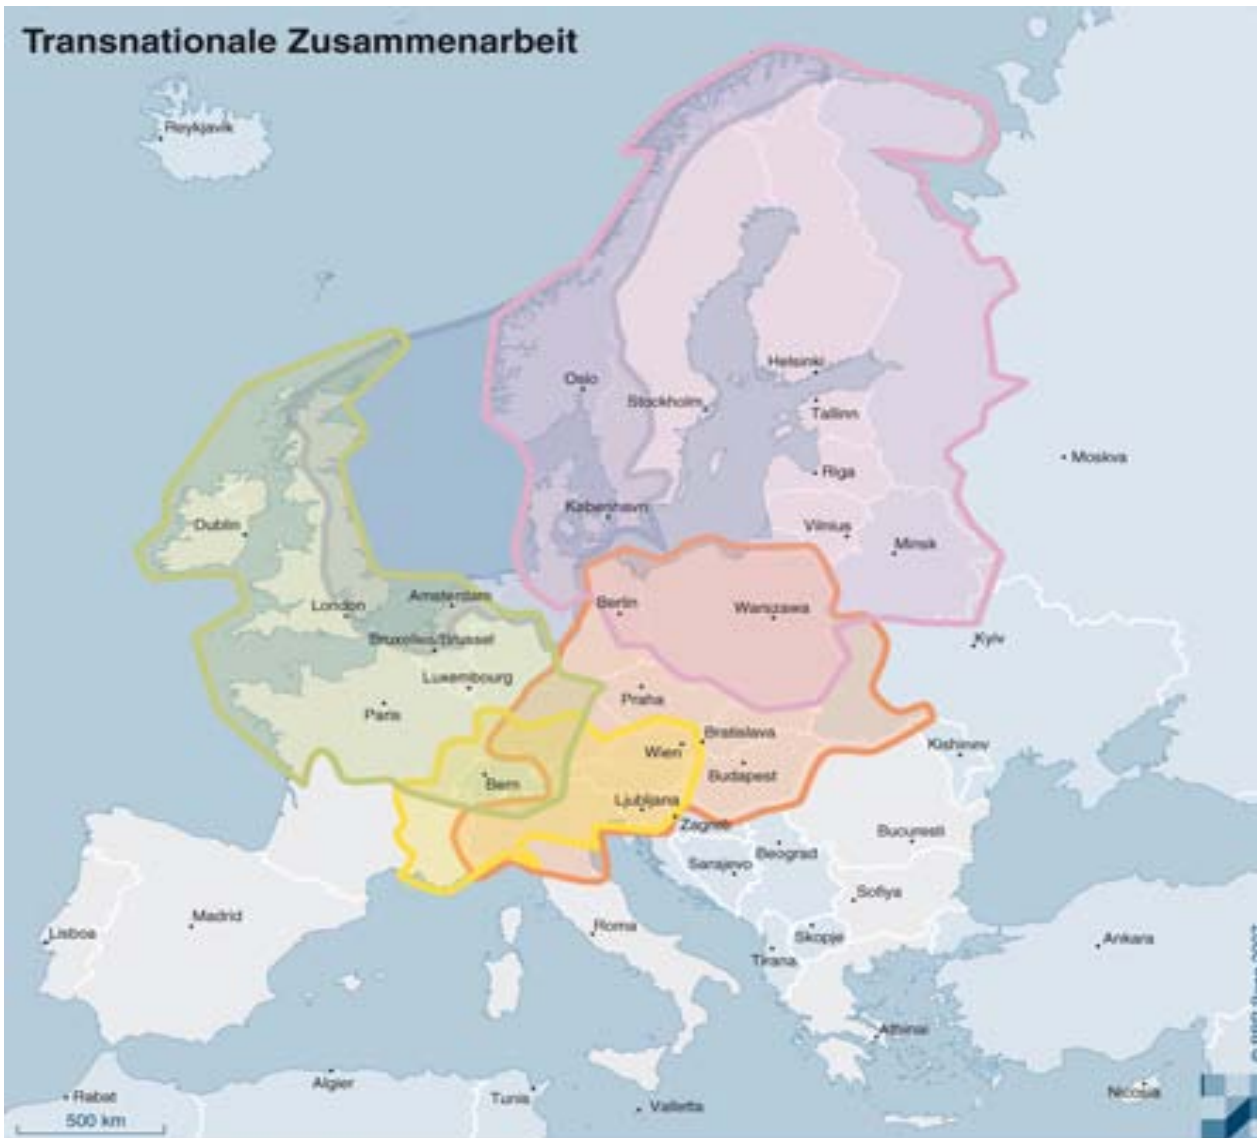 Transnationale Zusammenarbeit
Reykjavik
Oslo
Helsinki
Stockholm
Tallinn
Riga
Moskva
København
Dublin
Vilnius
Minsk
London
Amsterdam
Berlin
Warszawa
Bruxelles/Brussel
Kyiv
Luxembourg
Praha
Paris
Bratislava
Wien
Kishinev
Budapest
Bern
Ljubljana
Zagreb
Bucuresti
Beograd
Sarajevo
Sofiya
Madrid
Lisboa
Roma
Skopje
Ankara
Tirana
Athinai
Algier
Nicosia
Rabat
Tunis
Valletta
500 km